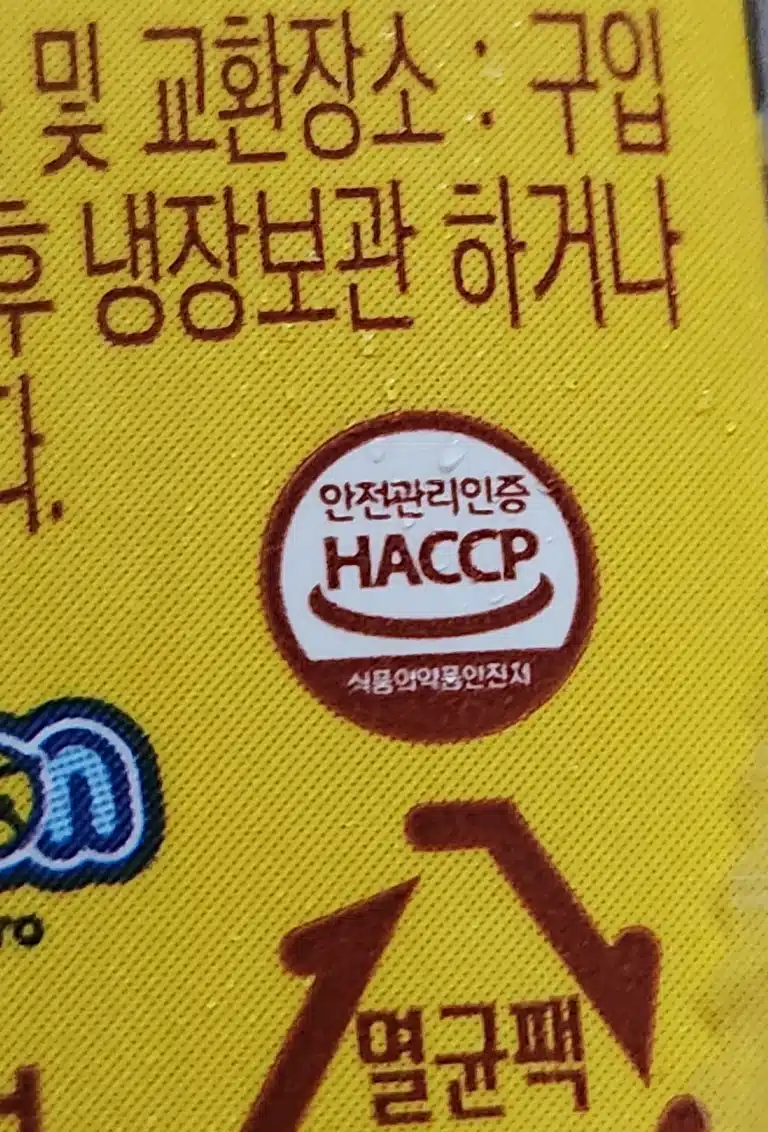 및 교환장소 : 구입
후 냉장보관 하거나
다.
안전관리인증
HACCP
식품의약품안전처
n
ro
멸균팩